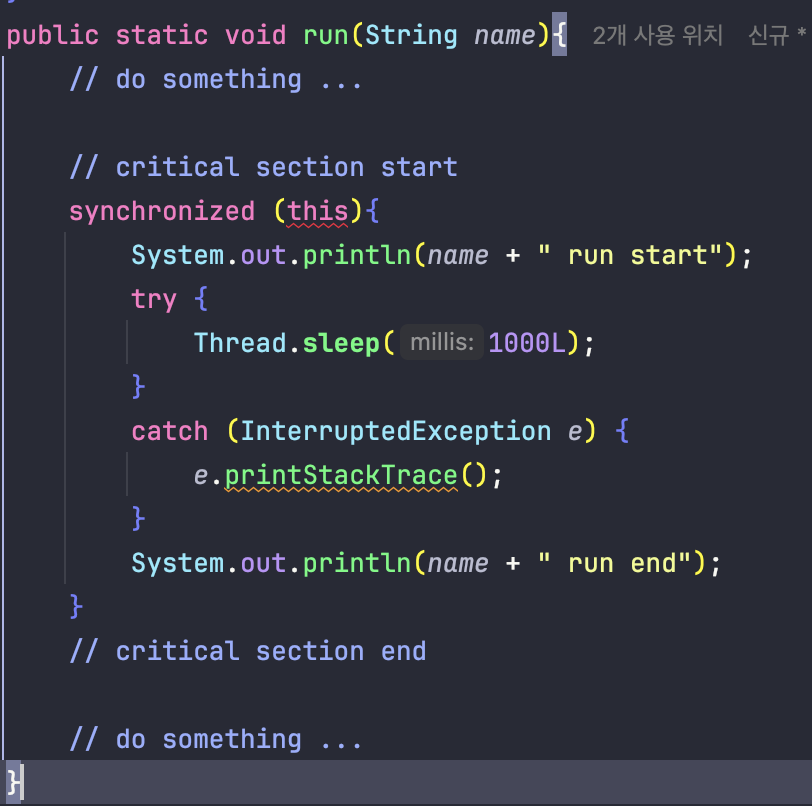 public static void run(String name){ 2개 사용 위치 신규 *
// do something ...
// critical section start
synchronized (this){
System.out.println(name + " run start");
try {
Thread.sleep( millis: 1000L);
}
catch (InterruptedException e) {
e.printStackTrace();
}
System.out.println(name + " run end");
}
// critical section end
// do something ...
}